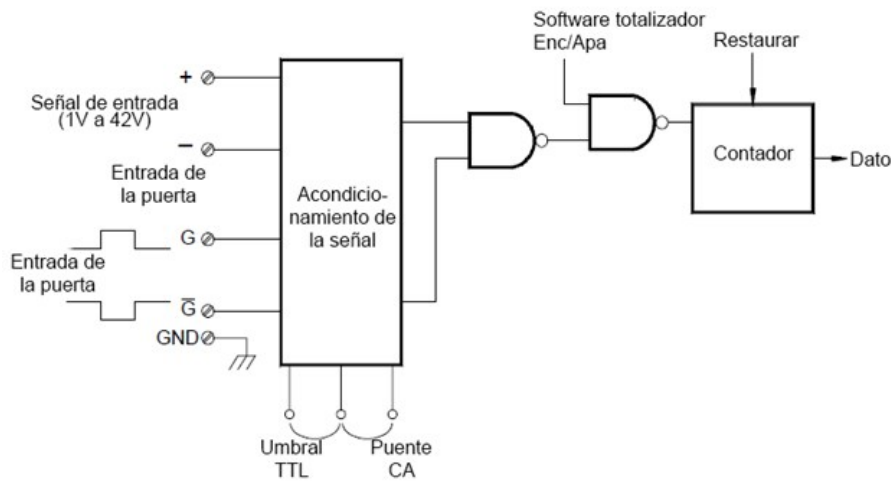 Software totalizador
Enc/Apa
Restaurar
+
Señal de entrada
(1V a 42V)
−
Entrada de
la puerta
Acondicio-
namiento de
la señal
Contador
Dato
G
Entrada de
la puerta
G̅
GND
Umbral
TTL
Puente
CA